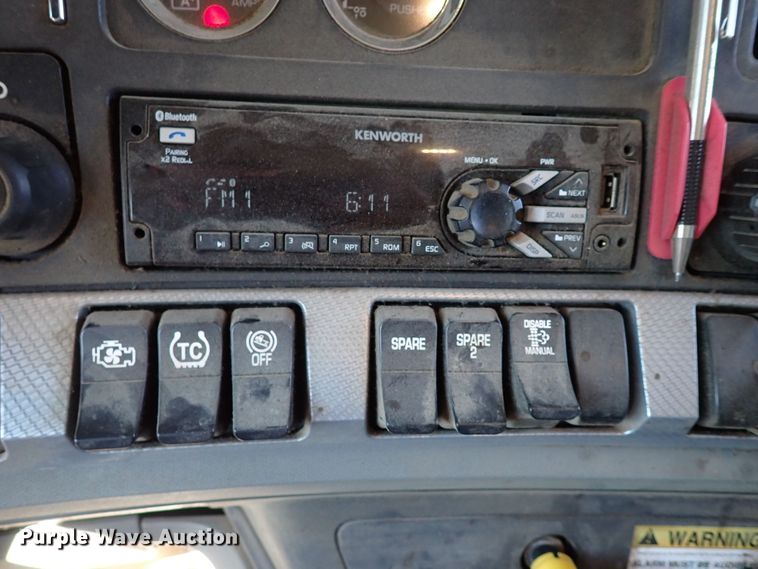 AMP
PUSH
Bluetooth
KENWORTH
PAIRING
X2 REDIAL
MENU • OK
PWR
SRC
NEXT
FM1
6:11
SCAN
DISP
PREV
1
2
3
4 RPT
5 RDM
6 ESC
TC
OFF
SPARE
SPARE
2
DISABLE
MANUAL
WARNING
Purple Wave Auction